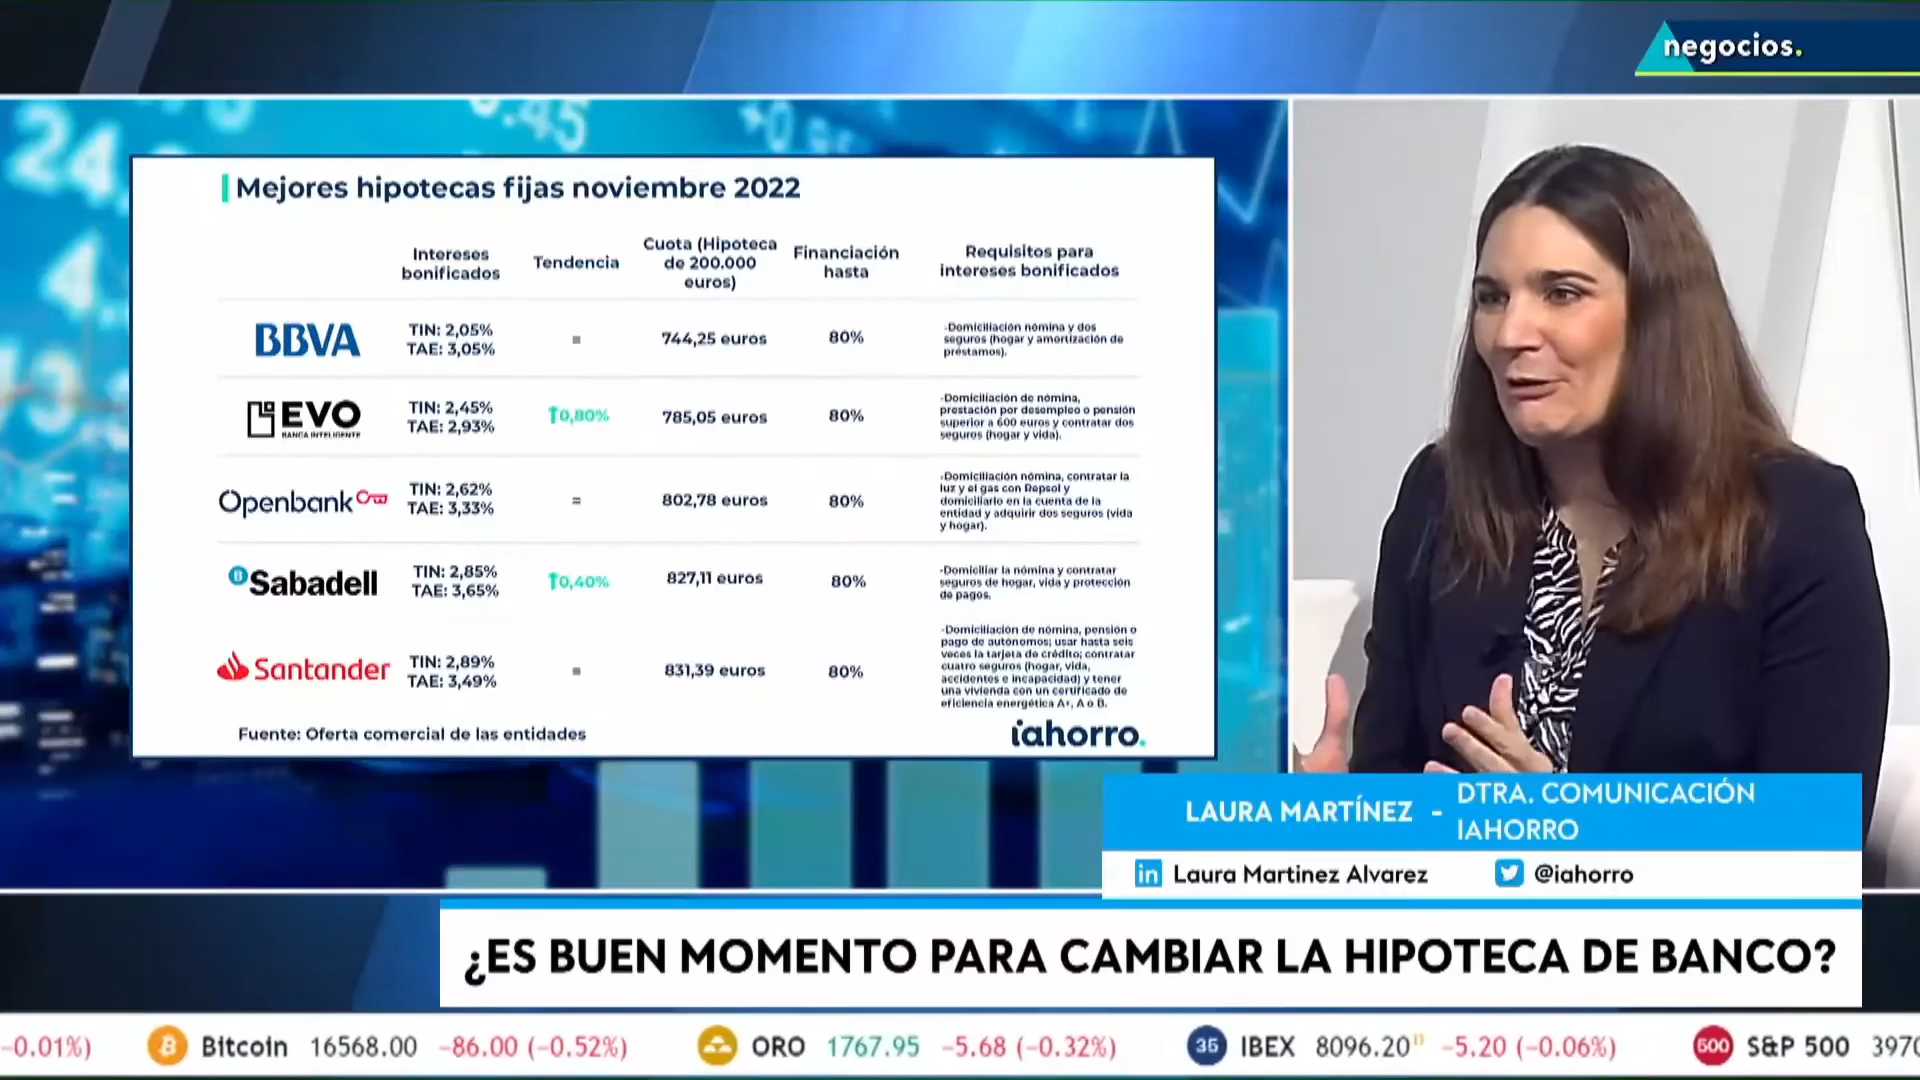 negocios.
24,
3.45
+0.9
4
Mejores hipotecas fijas noviembre 2022
Intereses
bonificados
Tendencia
Cuota (Hipoteca
de 200.000
euros)
Financiación
hasta
Requisitos para
intereses bonificados
BBVA
TIN: 2,05%
TAE: 3,05%
=
744,25 euros
80%
-Domiciliación nómina y dos
seguros (hogar y amortización de
préstamos).
EVO
BANCA INTELIGENTE
TIN: 2,45%
TAE: 2,93%
↑0,80%
785,05 euros
80%
-Domiciliación de nómina,
prestación por desempleo o pensión
superior a 600 euros y contratar dos
seguros (hogar y vida).
Openbank
TIN: 2,62%
TAE: 3,33%
=
802,78 euros
80%
-Domiciliación nómina, contratar la
luz y el gas con Repsol y
domiciliarlo en la cuenta de la
entidad y adquirir dos seguros (vida
y hogar).
B Sabadell
TIN: 2,85%
TAE: 3,65%
↑0,40%
827,11 euros
80%
-Domiciliar la nómina y contratar
seguros de hogar, vida y protección
de pagos.
Santander
TIN: 2,89%
TAE: 3,49%
=
831,39 euros
80%
-Domiciliación de nómina, pensión o
pago de autónomos; usar hasta seis
veces la tarjeta de crédito; contratar
cuatro seguros (hogar, vida,
accidentes e incapacidad) y tener
una vivienda con un certificado de
eficiencia energética A+, A o B.
Fuente: Oferta comercial de las entidades
iahorro.
LAURA MARTÍNEZ - DTRA. COMUNICACIÓN
IAHORRO
in Laura Martinez Alvarez @iahorro
¿ES BUEN MOMENTO PARA CAMBIAR LA HIPOTECA DE BANCO?
-0.01%) Bitcoin 16568.00 -86.00 (-0.52%) ORO 1767.95 -5.68 (-0.32%) 35 IBEX 8096.20 D -5.20 (-0.06%) 500 S&P 500 3970